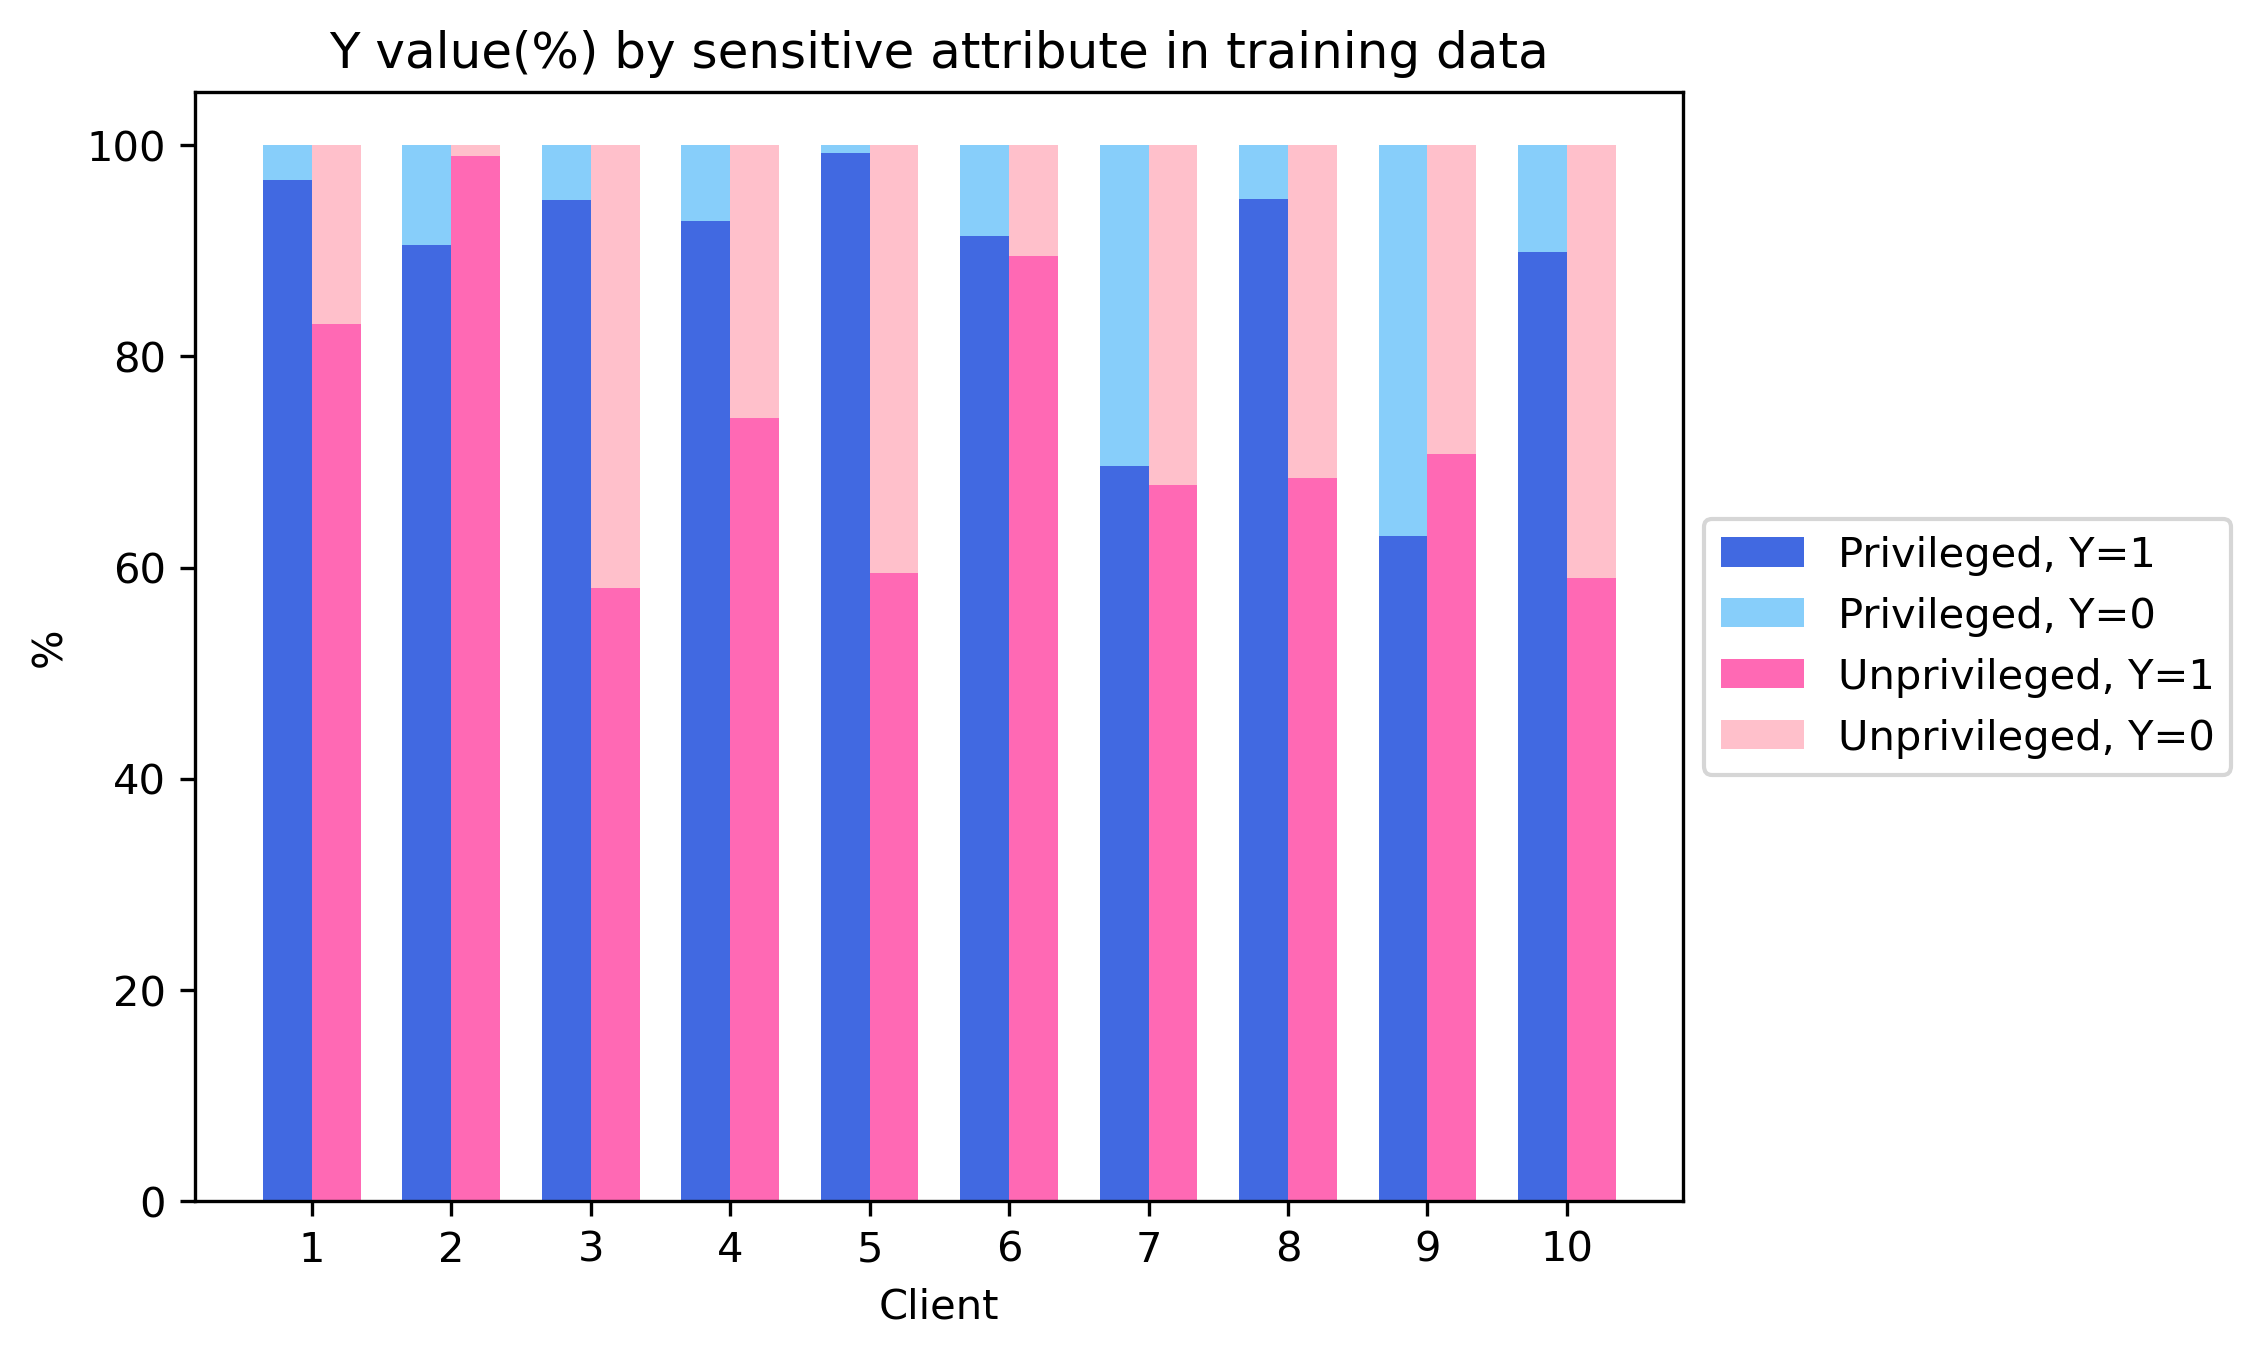 Y value(%) by sensitive attribute in training data
100
80
60
40
20
0
%
1 2 3 4 5 6 7 8 9 10
Client
Privileged, Y=1
Privileged, Y=0
Unprivileged, Y=1
Unprivileged, Y=0